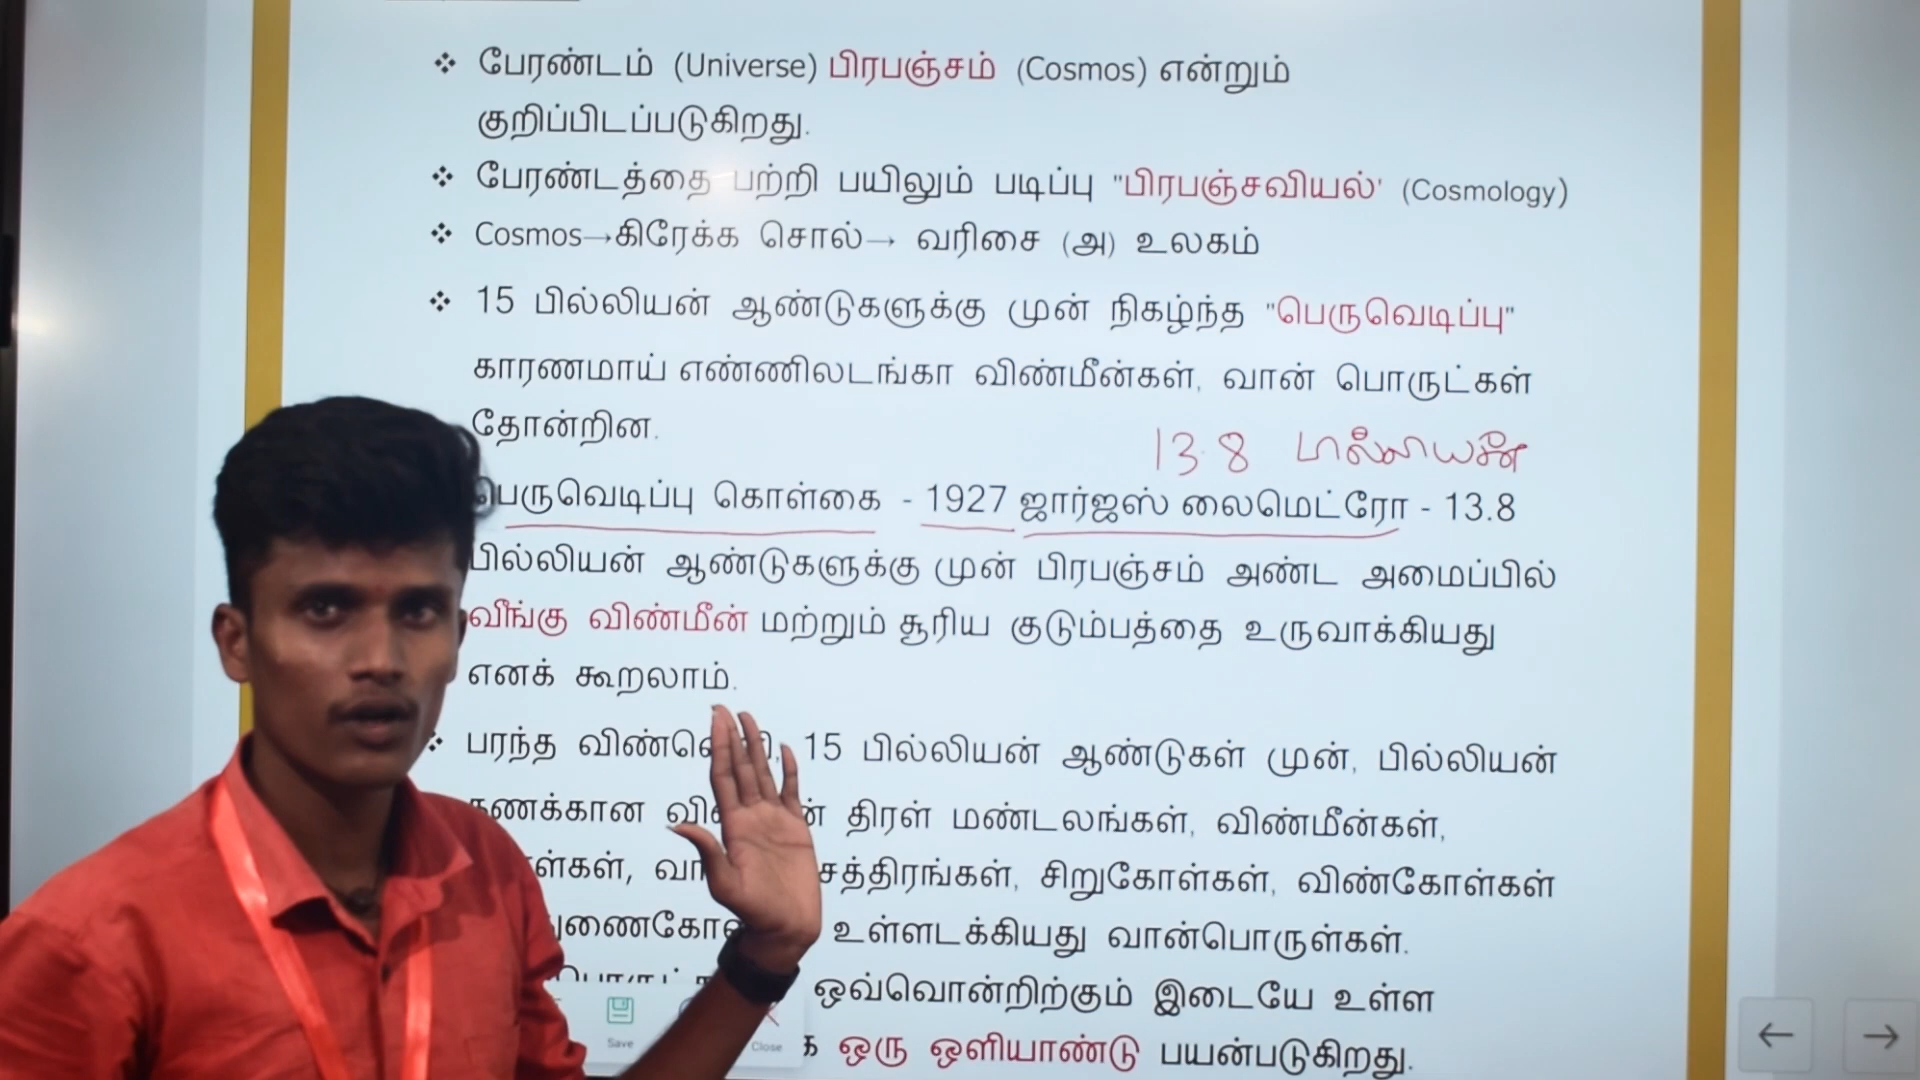 ❖ பேரண்டம் (Universe) பிரபஞ்சம் (Cosmos) என்றும்
குறிப்பிடப்படுகிறது.
❖ பேரண்டத்தை பற்றி பயிலும் படிப்பு "பிரபஞ்சவியல்' (Cosmology)
❖ Cosmos→கிரேக்க சொல்→ வரிசை (அ) உலகம்
❖ 15 பில்லியன் ஆண்டுகளுக்கு முன் நிகழ்ந்த "பெருவெடிப்பு"
காரணமாய் எண்ணிலடங்கா விண்மீன்கள், வான் பொருட்கள்
தோன்றின.
13.8
பெருவெடிப்பு கொள்கை - 1927 ஜார்ஜஸ் லைமெட்ரோ - 13.8
பில்லியன் ஆண்டுகளுக்கு முன் பிரபஞ்சம் அண்ட அமைப்பில்
வீங்கு விண்மீன் மற்றும் சூரிய குடும்பத்தை உருவாக்கியது
எனக் கூறலாம்.
பரந்த 15 பில்லியன் ஆண்டுகள் முன், பில்லியன்
திரள் மண்டலங்கள், விண்மீன்கள்,
சிறுகோள்கள், விண்கோள்கள்
உள்ளடக்கியது வான்பொருள்கள்.
ஒவ்வொன்றிற்கும் இடையே உள்ள
ஒரு ஒளியாண்டு பயன்படுகிறது.
Save
Close